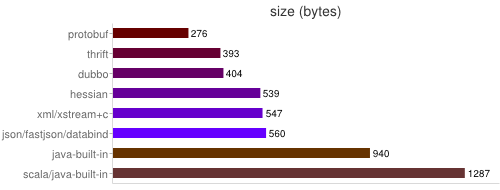 size (bytes)
protobuf 276
thrift 393
dubbo 404
hessian 539
xml/xstream+c 547
json/fastjson/databind 560
java-built-in 940
scala/java-built-in 1287